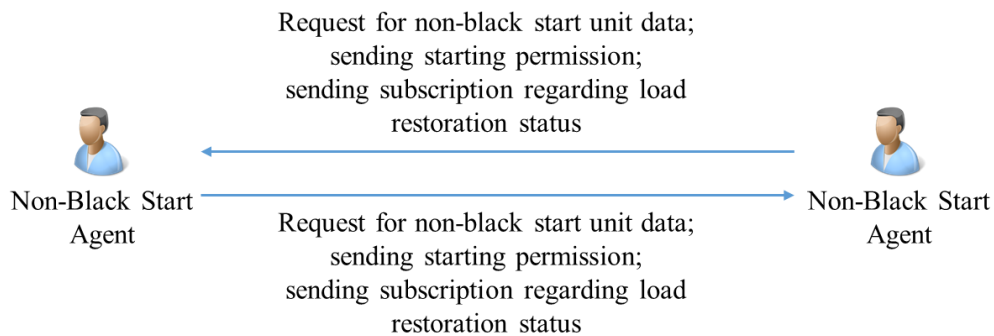 Request for non-black start unit data;
sending starting permission;
sending subscription regarding load
restoration status
Non-Black Start
Agent
Non-Black Start
Agent
Request for non-black start unit data;
sending starting permission;
sending subscription regarding load
restoration status